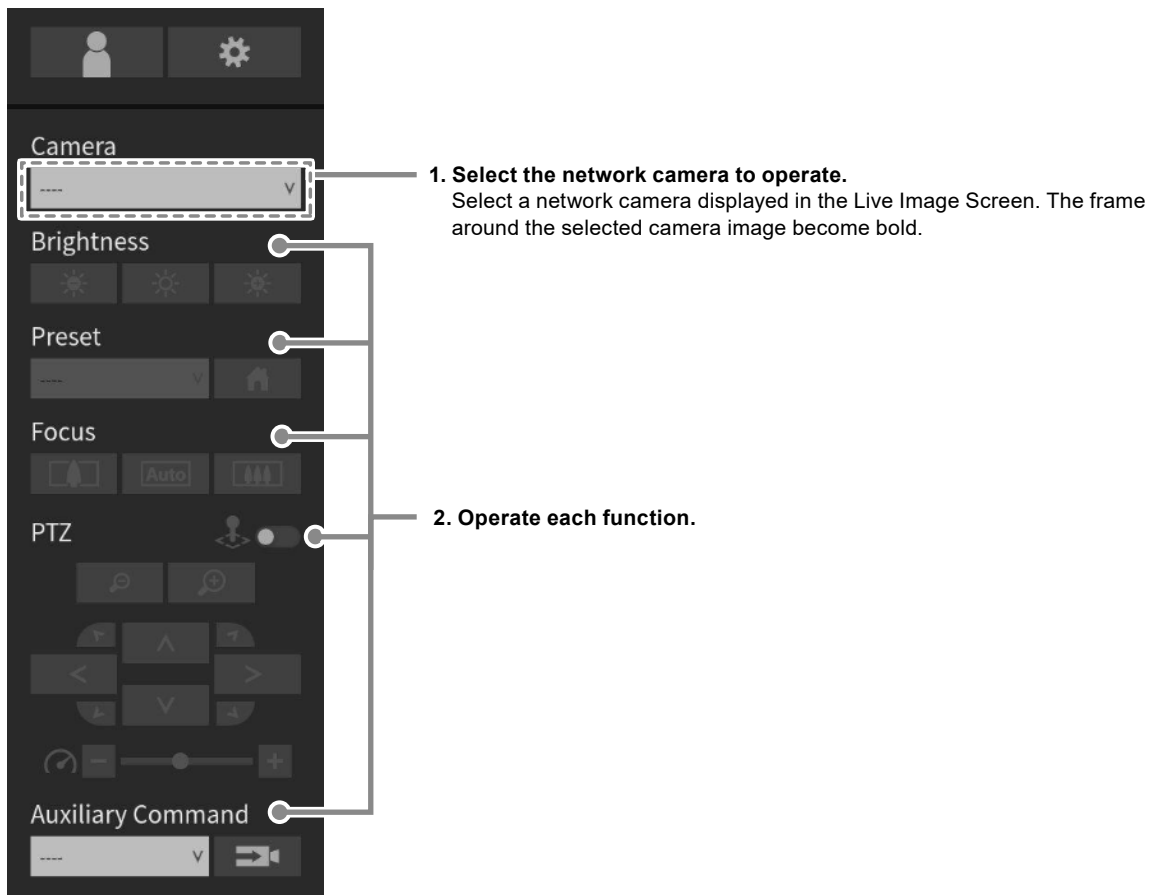 Camera
----
1. Select the network camera to operate.
Select a network camera displayed in the Live Image Screen. The frame
around the selected camera image become bold.
Brightness
Preset
----
Focus
Auto
2. Operate each function.
PTZ
Auxiliary Command
----